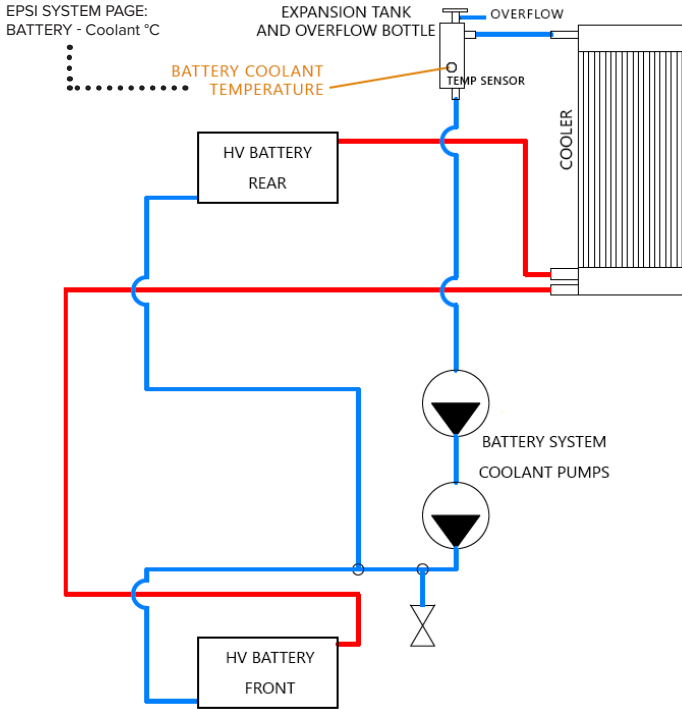 EPSI SYSTEM PAGE:
BATTERY - Coolant °C
EXPANSION TANK
AND OVERFLOW BOTTLE
OVERFLOW
BATTERY COOLANT
TEMPERATURE
TEMP SENSOR
COOLER
HV BATTERY
REAR
BATTERY SYSTEM
COOLANT PUMPS
HV BATTERY
FRONT